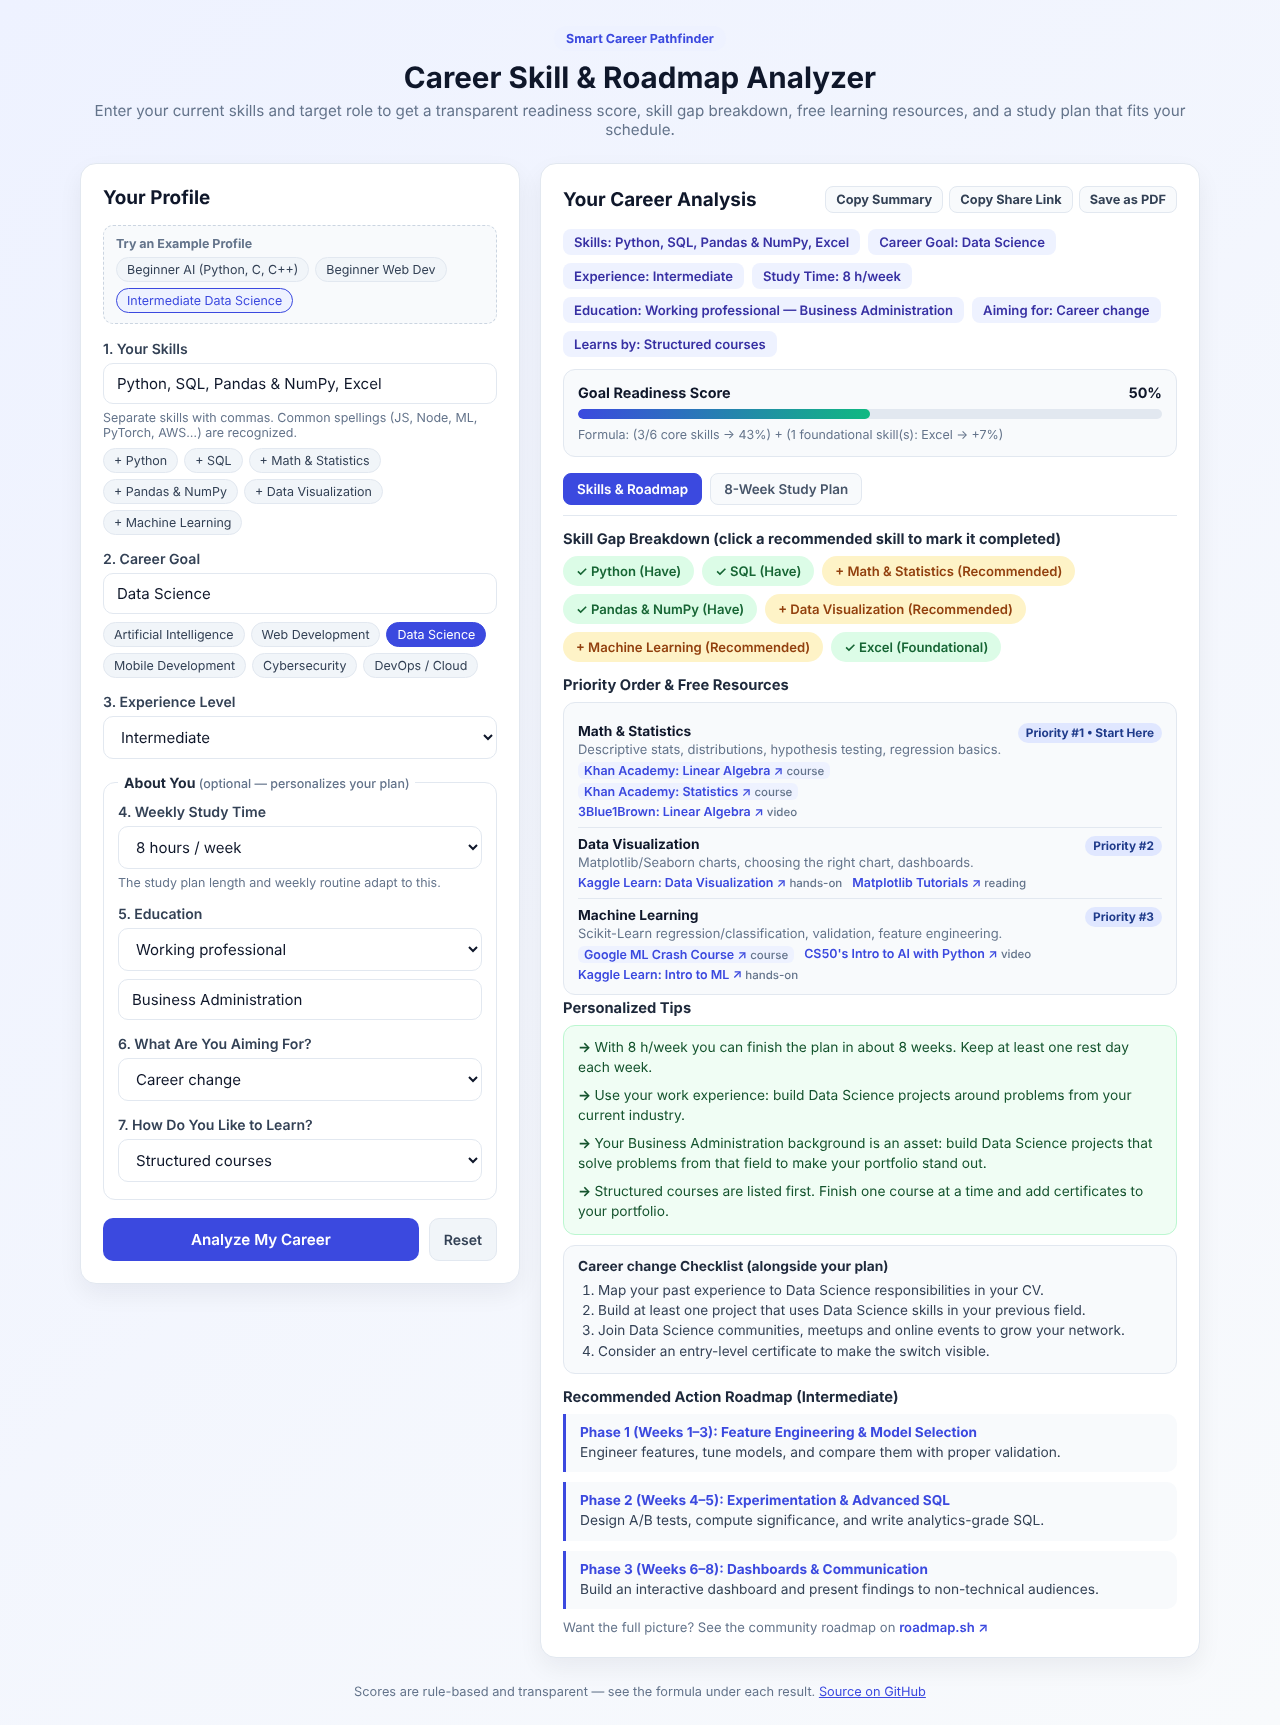 Smart Career Pathfinder
Career Skill & Roadmap Analyzer
Enter your current skills and target role to get a transparent readiness score, skill gap breakdown, free learning resources, and a study plan that fits your
schedule.
Your Profile
Try an Example Profile
Beginner AI (Python, C, C++)
Beginner Web Dev
Intermediate Data Science
1. Your Skills
Python, SQL, Pandas & NumPy, Excel
Separate skills with commas. Common spellings (JS, Node, ML,
PyTorch, AWS...) are recognized.
+ Python
+ SQL
+ Math & Statistics
+ Pandas & NumPy
+ Data Visualization
+ Machine Learning
2. Career Goal
Data Science
Artificial Intelligence
Web Development
Data Science
Mobile Development
Cybersecurity
DevOps / Cloud
3. Experience Level
Intermediate
About You (optional — personalizes your plan)
4. Weekly Study Time
8 hours / week
The study plan length and weekly routine adapt to this.
5. Education
Working professional
Business Administration
6. What Are You Aiming For?
Career change
7. How Do You Like to Learn?
Structured courses
Analyze My Career
Reset
Your Career Analysis
Copy Summary
Copy Share Link
Save as PDF
Skills: Python, SQL, Pandas & NumPy, Excel
Career Goal: Data Science
Experience: Intermediate
Study Time: 8 h/week
Education: Working professional — Business Administration
Aiming for: Career change
Learns by: Structured courses
Goal Readiness Score
50%
Formula: (3/6 core skills → 43%) + (1 foundational skill(s): Excel → +7%)
Skills & Roadmap
8-Week Study Plan
Skill Gap Breakdown (click a recommended skill to mark it completed)
✓ Python (Have)
✓ SQL (Have)
+ Math & Statistics (Recommended)
✓ Pandas & NumPy (Have)
+ Data Visualization (Recommended)
+ Machine Learning (Recommended)
✓ Excel (Foundational)
Priority Order & Free Resources
Math & Statistics
Priority #1 • Start Here
Descriptive stats, distributions, hypothesis testing, regression basics.
Khan Academy: Linear Algebra ↗ course
Khan Academy: Statistics ↗ course
3Blue1Brown: Linear Algebra ↗ video
Data Visualization
Priority #2
Matplotlib/Seaborn charts, choosing the right chart, dashboards.
Kaggle Learn: Data Visualization ↗ hands-on
Matplotlib Tutorials ↗ reading
Machine Learning
Priority #3
Scikit-Learn regression/classification, validation, feature engineering.
Google ML Crash Course ↗ course
CS50's Intro to AI with Python ↗ video
Kaggle Learn: Intro to ML ↗ hands-on
Personalized Tips
→ With 8 h/week you can finish the plan in about 8 weeks. Keep at least one rest day
each week.
→ Use your work experience: build Data Science projects around problems from your
current industry.
→ Your Business Administration background is an asset: build Data Science projects that
solve problems from that field to make your portfolio stand out.
→ Structured courses are listed first. Finish one course at a time and add certificates to
your portfolio.
Career change Checklist (alongside your plan)
1. Map your past experience to Data Science responsibilities in your CV.
2. Build at least one project that uses Data Science skills in your previous field.
3. Join Data Science communities, meetups and online events to grow your network.
4. Consider an entry-level certificate to make the switch visible.
Recommended Action Roadmap (Intermediate)
Phase 1 (Weeks 1–3): Feature Engineering & Model Selection
Engineer features, tune models, and compare them with proper validation.
Phase 2 (Weeks 4–5): Experimentation & Advanced SQL
Design A/B tests, compute significance, and write analytics-grade SQL.
Phase 3 (Weeks 6–8): Dashboards & Communication
Build an interactive dashboard and present findings to non-technical audiences.
Want the full picture? See the community roadmap on roadmap.sh ↗
Scores are rule-based and transparent — see the formula under each result. Source on GitHub